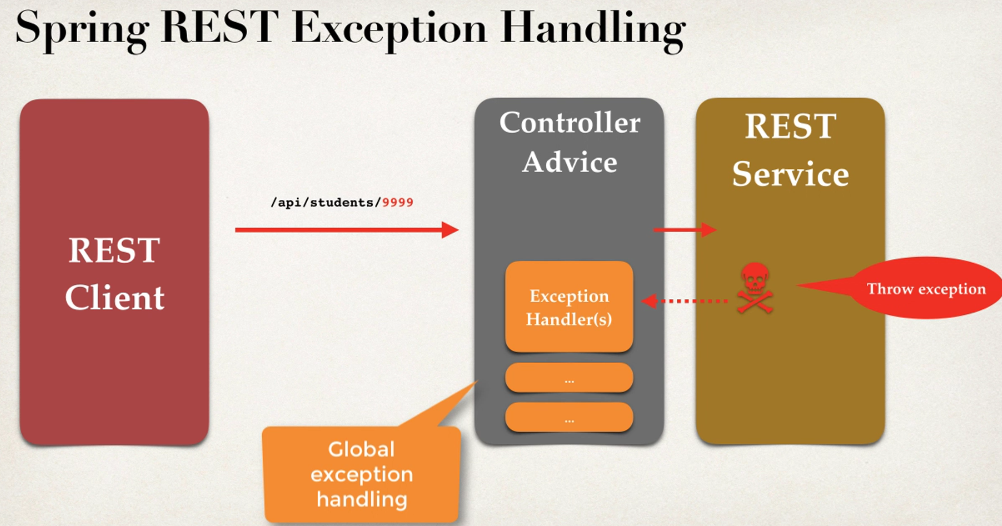 Spring REST Exception Handling
REST
Client
/api/students/9999
Controller
Advice
Exception
Handler(s)
...
...
Global
exception
handling
REST
Service
Throw exception